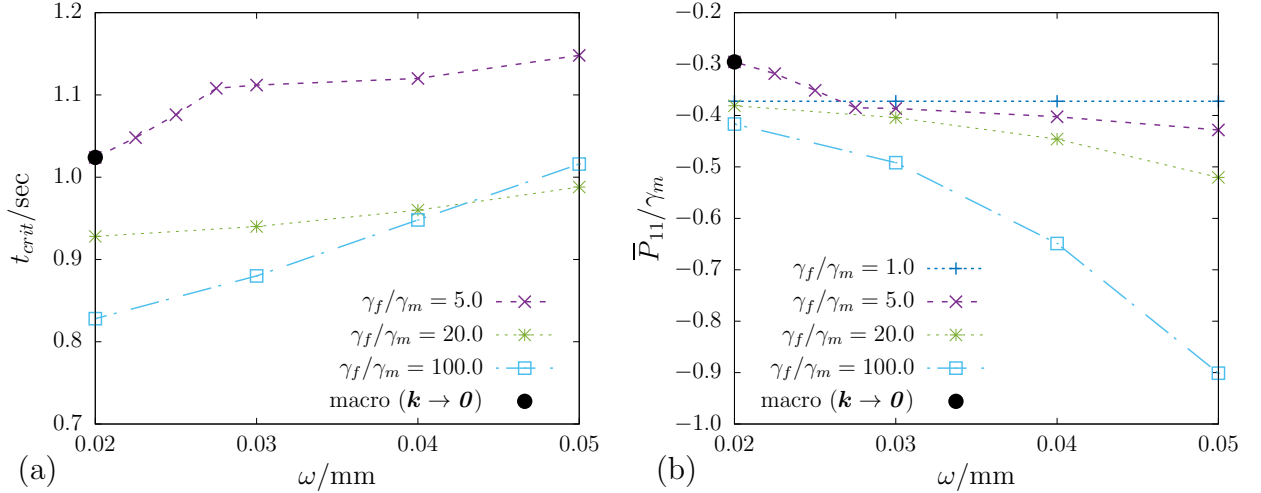 1.2
1.1
1.0
0.9
0.8
0.7
t_crit/sec
0.02 0.03 0.04 0.05
ω/mm
γ_f/γ_m = 5.0
γ_f/γ_m = 20.0
γ_f/γ_m = 100.0
macro (k → 0)
(a)
−0.2
−0.3
−0.4
−0.5
−0.6
−0.7
−0.8
−0.9
−1.0
P̅_11/γ_m
0.02 0.03 0.04 0.05
ω/mm
γ_f/γ_m = 1.0
γ_f/γ_m = 5.0
γ_f/γ_m = 20.0
γ_f/γ_m = 100.0
macro (k → 0)
(b)